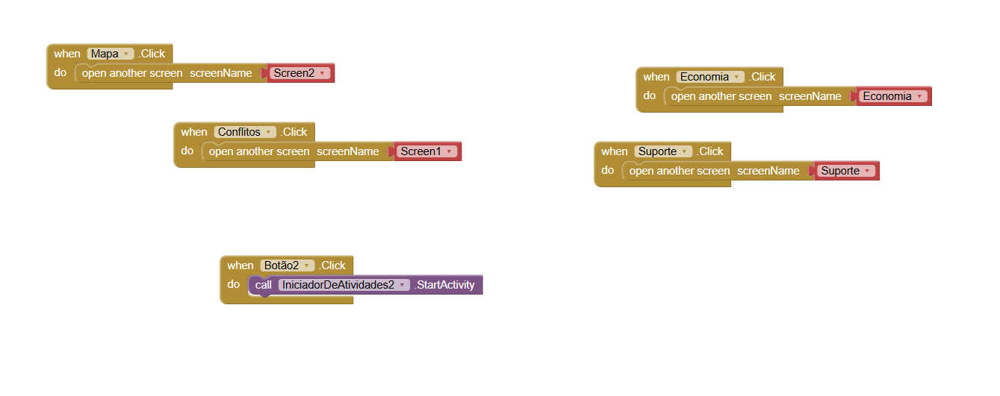 when Mapa .Click
do open another screen screenName Screen2
when Conflitos .Click
do open another screen screenName Screen1
when Botão2 .Click
do call IniciadorDeAtividades2 .StartActivity
when Economia .Click
do open another screen screenName Economia
when Suporte .Click
do open another screen screenName Suporte